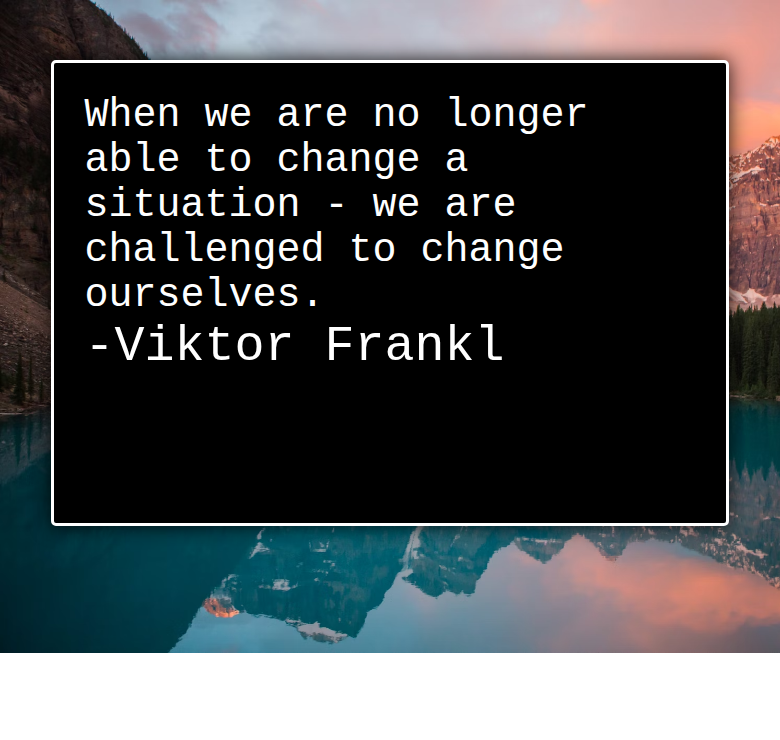 When we are no longer
able to change a
situation - we are
challenged to change
ourselves.
-Viktor Frankl